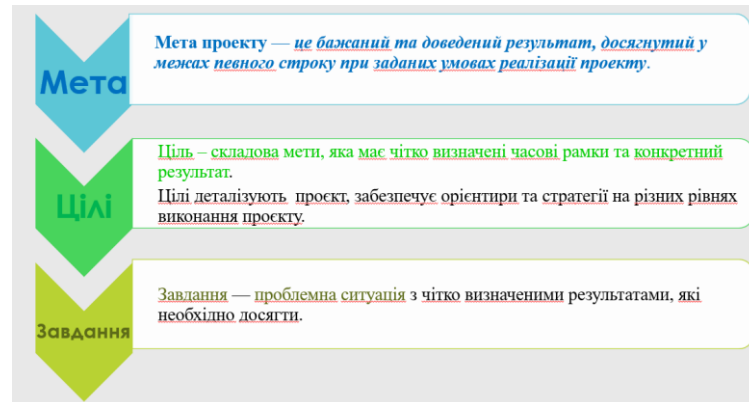 Мета
Мета проекту — це бажаний та доведений результат, досягнутий у
межах певного строку при заданих умовах реалізації проекту.
Цілі
Ціль – складова мети, яка має чітко визначені часові рамки та конкретний
результат.
Цілі деталізують проєкт, забезпечує орієнтири та стратегії на різних рівнях
виконання проєкту.
Завдання
Завдання — проблемна ситуація з чітко визначеними результатами, які
необхідно досягти.